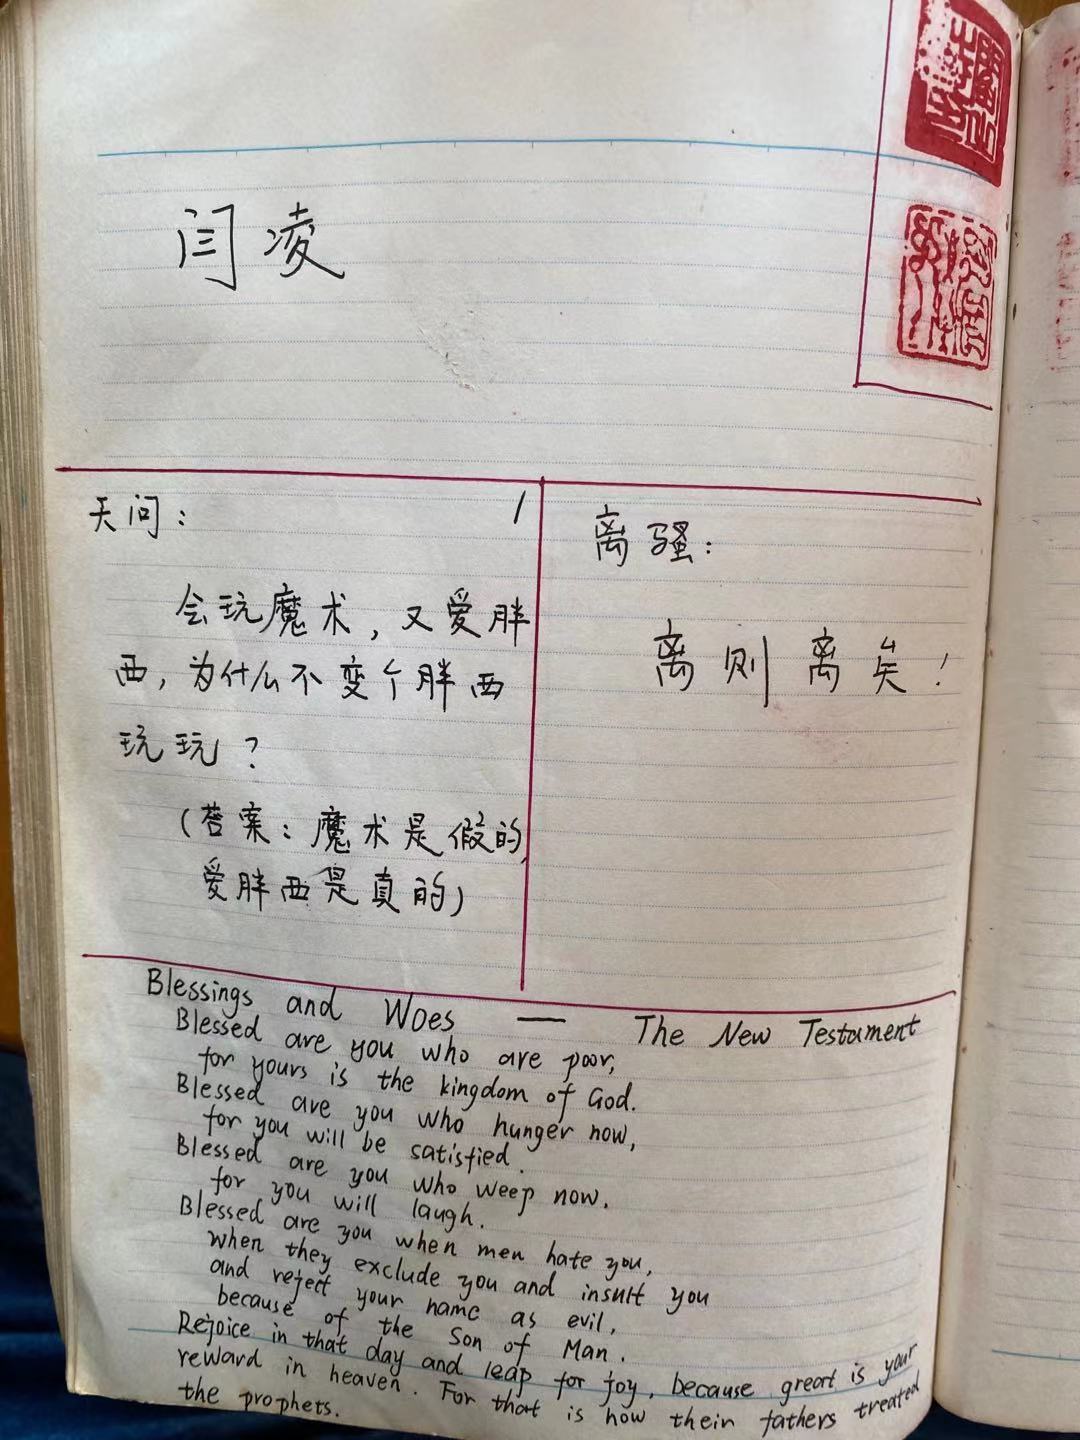 闫凌
天问：
会玩魔术，又爱胖
西，为什么不变个胖西
玩玩？
（答案：魔术是假的，
爱胖西是真的）
离骚：
离则离矣！
Blessings and Woes — The New Testament
Blessed are you who are poor,
for yours is the kingdom of God.
Blessed are you who hunger now,
for you will be satisfied.
Blessed are you who weep now.
for you will laugh.
Blessed are you when men hate you,
when they exclude you and insult you
and reject your name as evil,
because of the Son of Man.
Rejoice in that day and leap for joy, because great is your
reward in heaven. For that is how their fathers treated
the prophets.